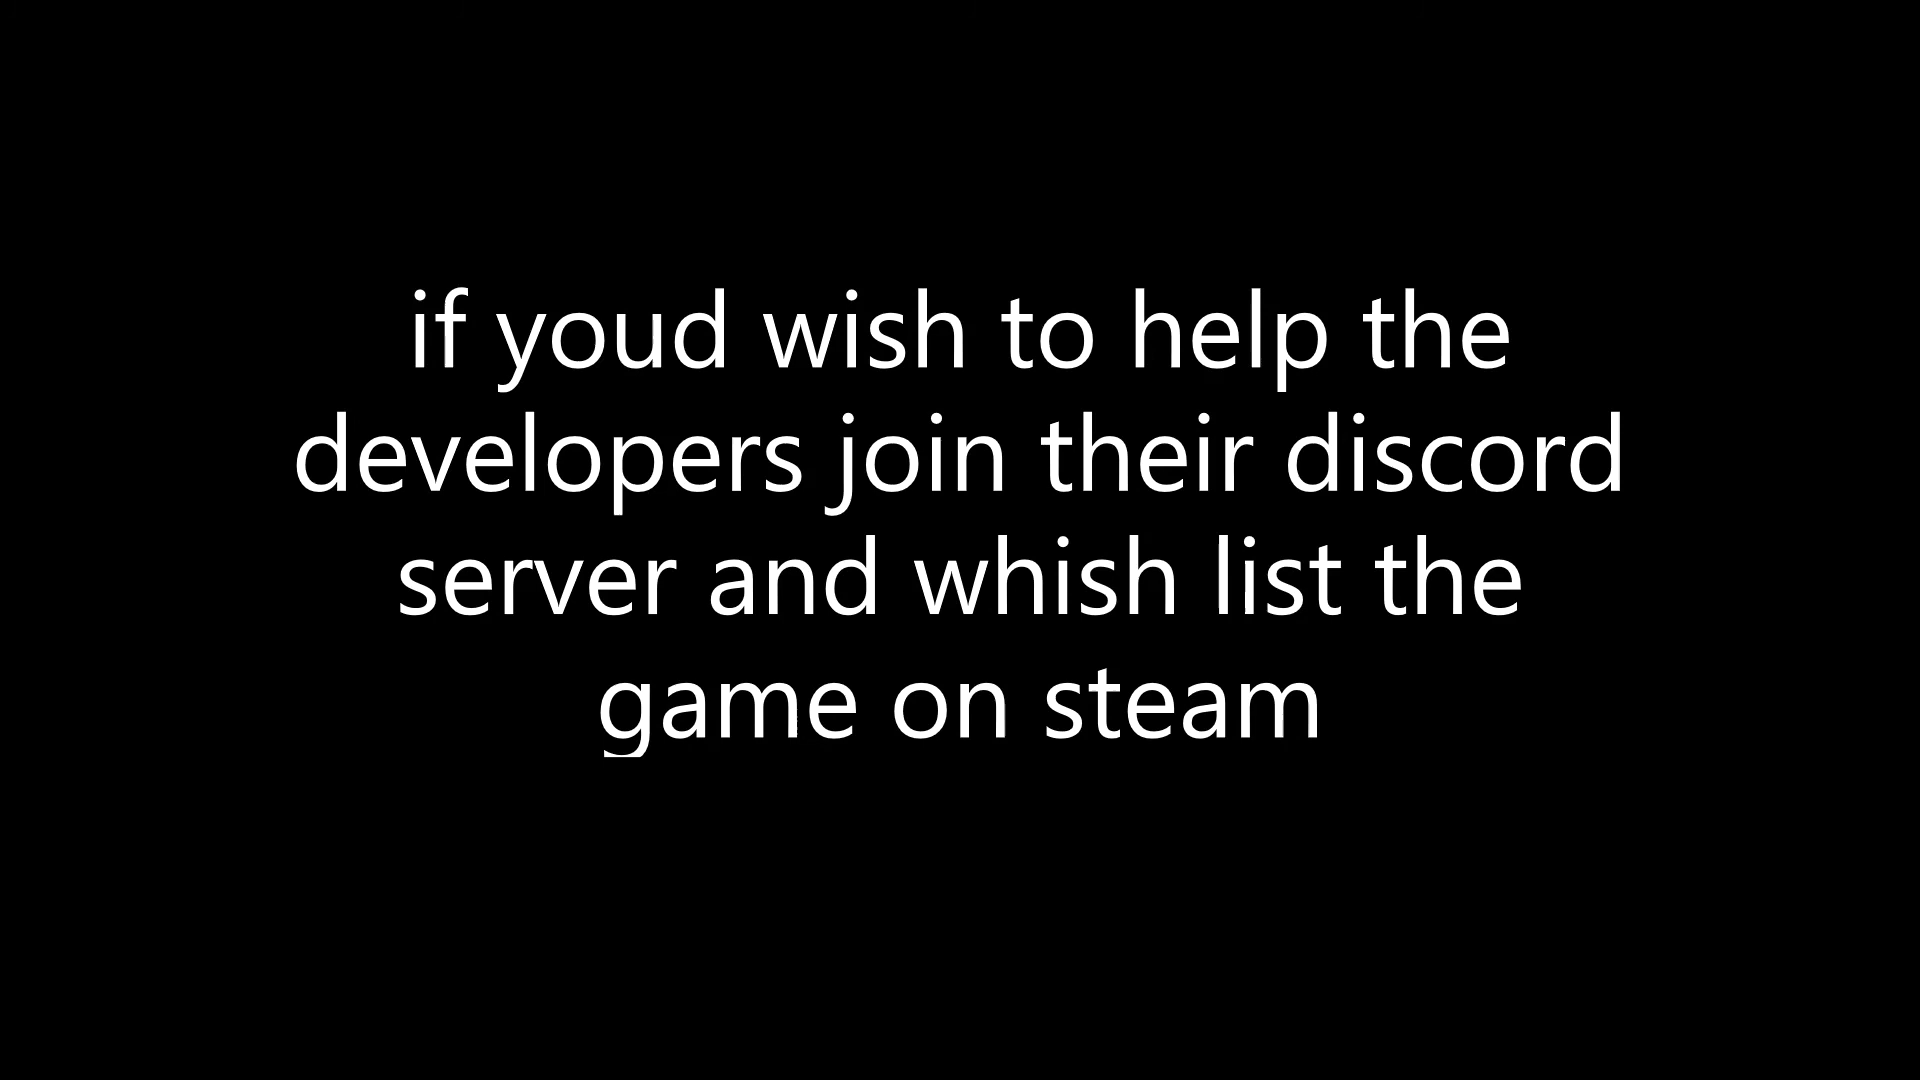 if youd wish to help the
developers join their discord
server and whish list the
game on steam